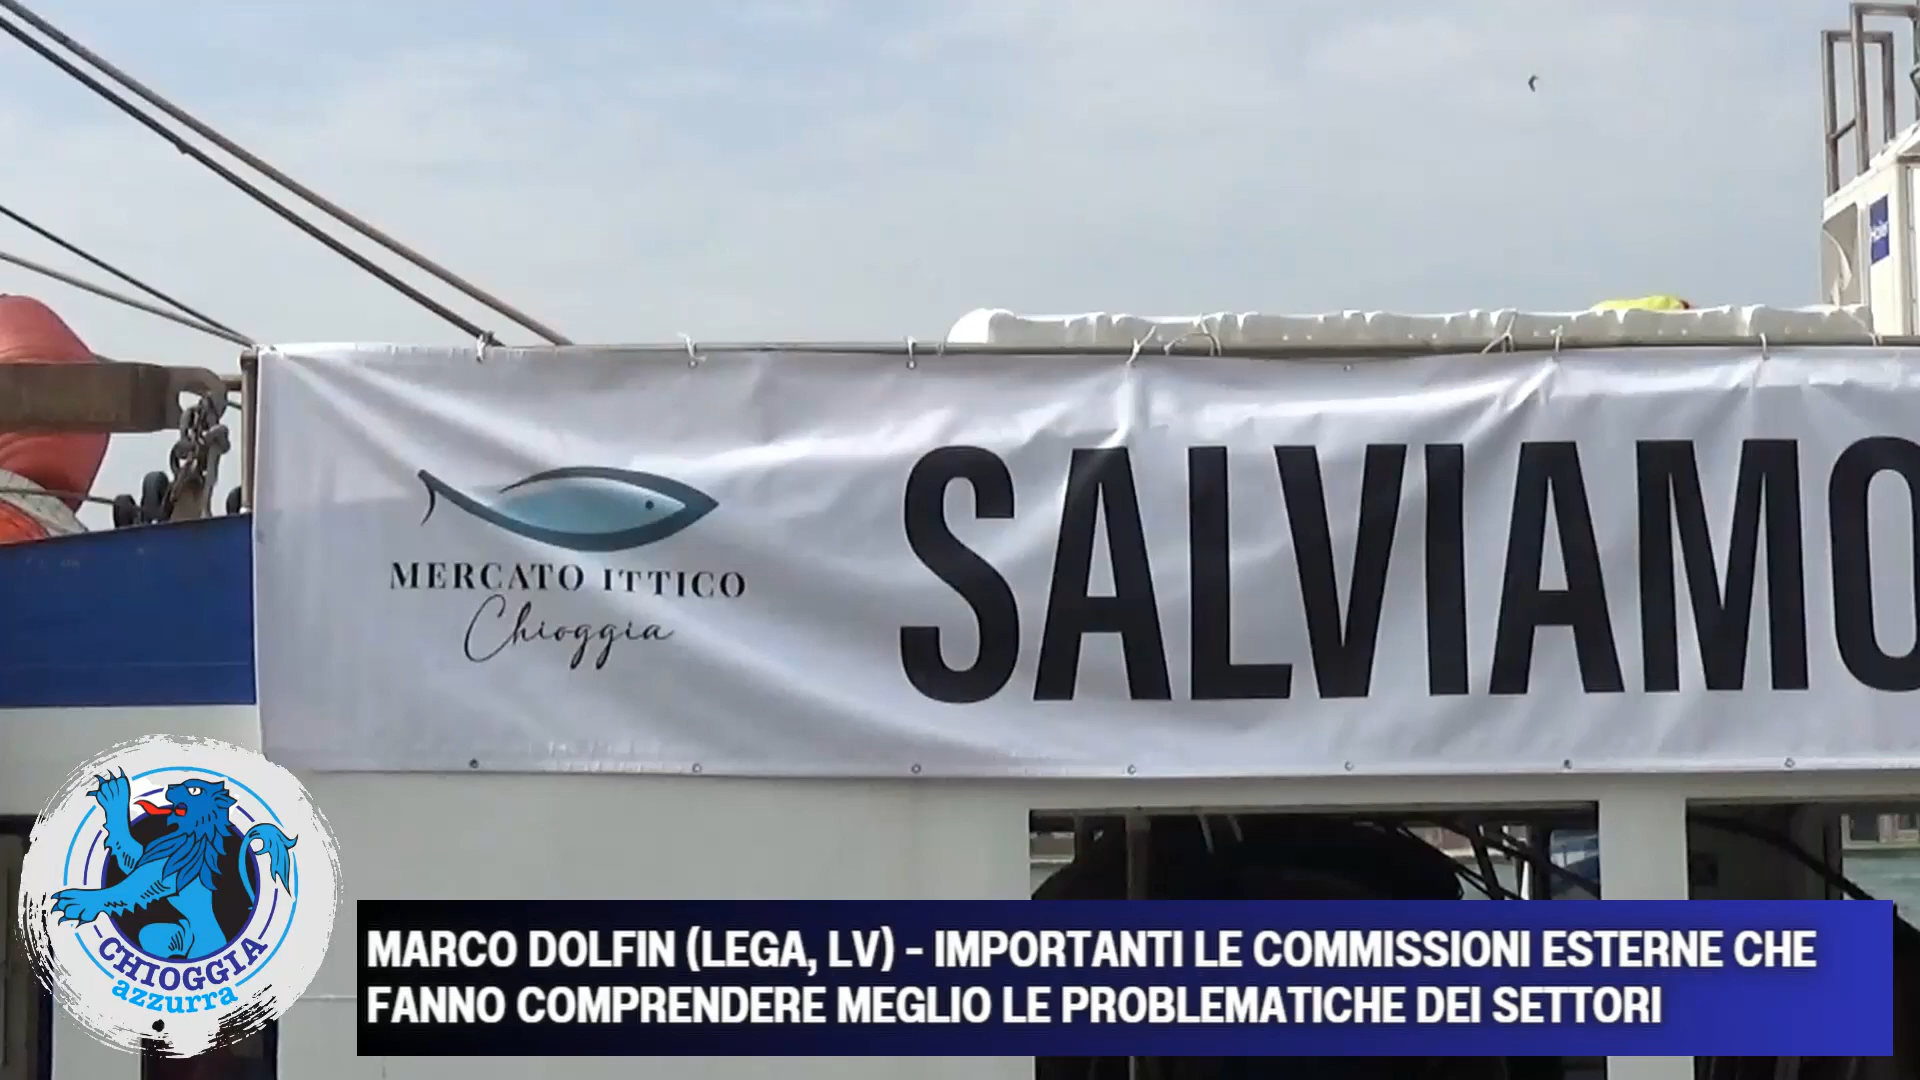 Haier
MERCATO ITTICO
Chioggia
SALVIAMO
CHIOGGIA
azzurra
MARCO DOLFIN (LEGA, LV) - IMPORTANTI LE COMMISSIONI ESTERNE CHE
FANNO COMPRENDERE MEGLIO LE PROBLEMATICHE DEI SETTORI